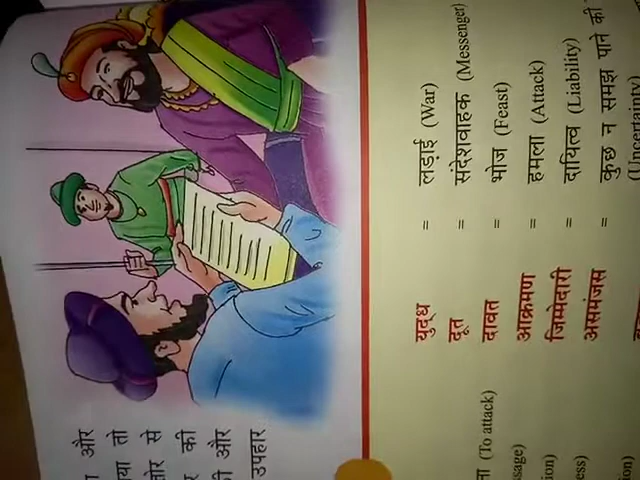 और
तो
से
की
और
उपहार
(To attack)
युद्ध = लड़ाई (War)
दूत = संदेशवाहक (Messenger)
दावत = भोज (Feast)
आक्रमण = हमला (Attack)
जिम्मेदारी = दायित्व (Liability)
असमंजस = कुछ न समझ पाने की
(Uncertainty)